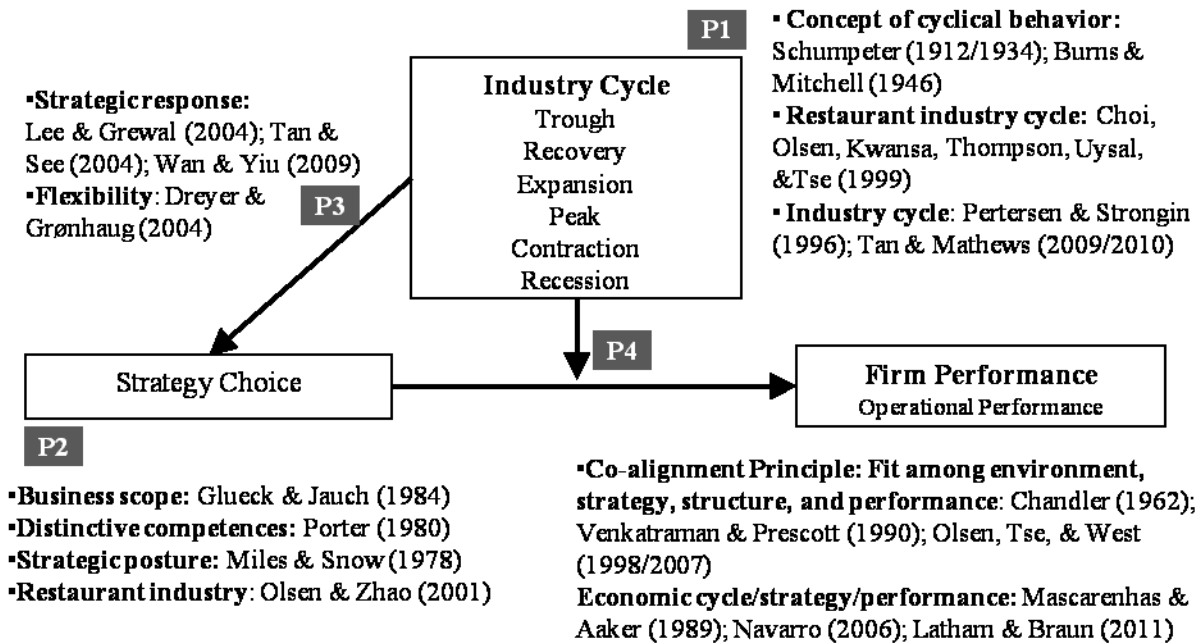 P1
▪Concept of cyclical behavior:
Schumpeter (1912/1934); Burns &
Mitchell (1946)
▪Restaurant industry cycle: Choi,
Olsen, Kwansa, Thompson, Uysal,
&Tse (1999)
▪Industry cycle: Pertersen & Strongin
(1996); Tan & Mathews (2009/2010)
Industry Cycle
Trough
Recovery
Expansion
Peak
Contraction
Recession
▪Strategic response:
Lee & Grewal (2004); Tan &
See (2004); Wan & Yiu (2009)
▪Flexibility: Dreyer &
Grønhaug (2004)
P3
P4
Strategy Choice
Firm Performance
Operational Performance
P2
▪Business scope: Glueck & Jauch (1984)
▪Distinctive competences: Porter (1980)
▪Strategic posture: Miles & Snow (1978)
▪Restaurant industry: Olsen & Zhao (2001)
▪Co-alignment Principle: Fit among environment,
strategy, structure, and performance: Chandler (1962);
Venkatraman & Prescott (1990); Olsen, Tse, & West
(1998/2007)
Economic cycle/strategy/performance: Mascarenhas &
Aaker (1989); Navarro (2006); Latham & Braun (2011)